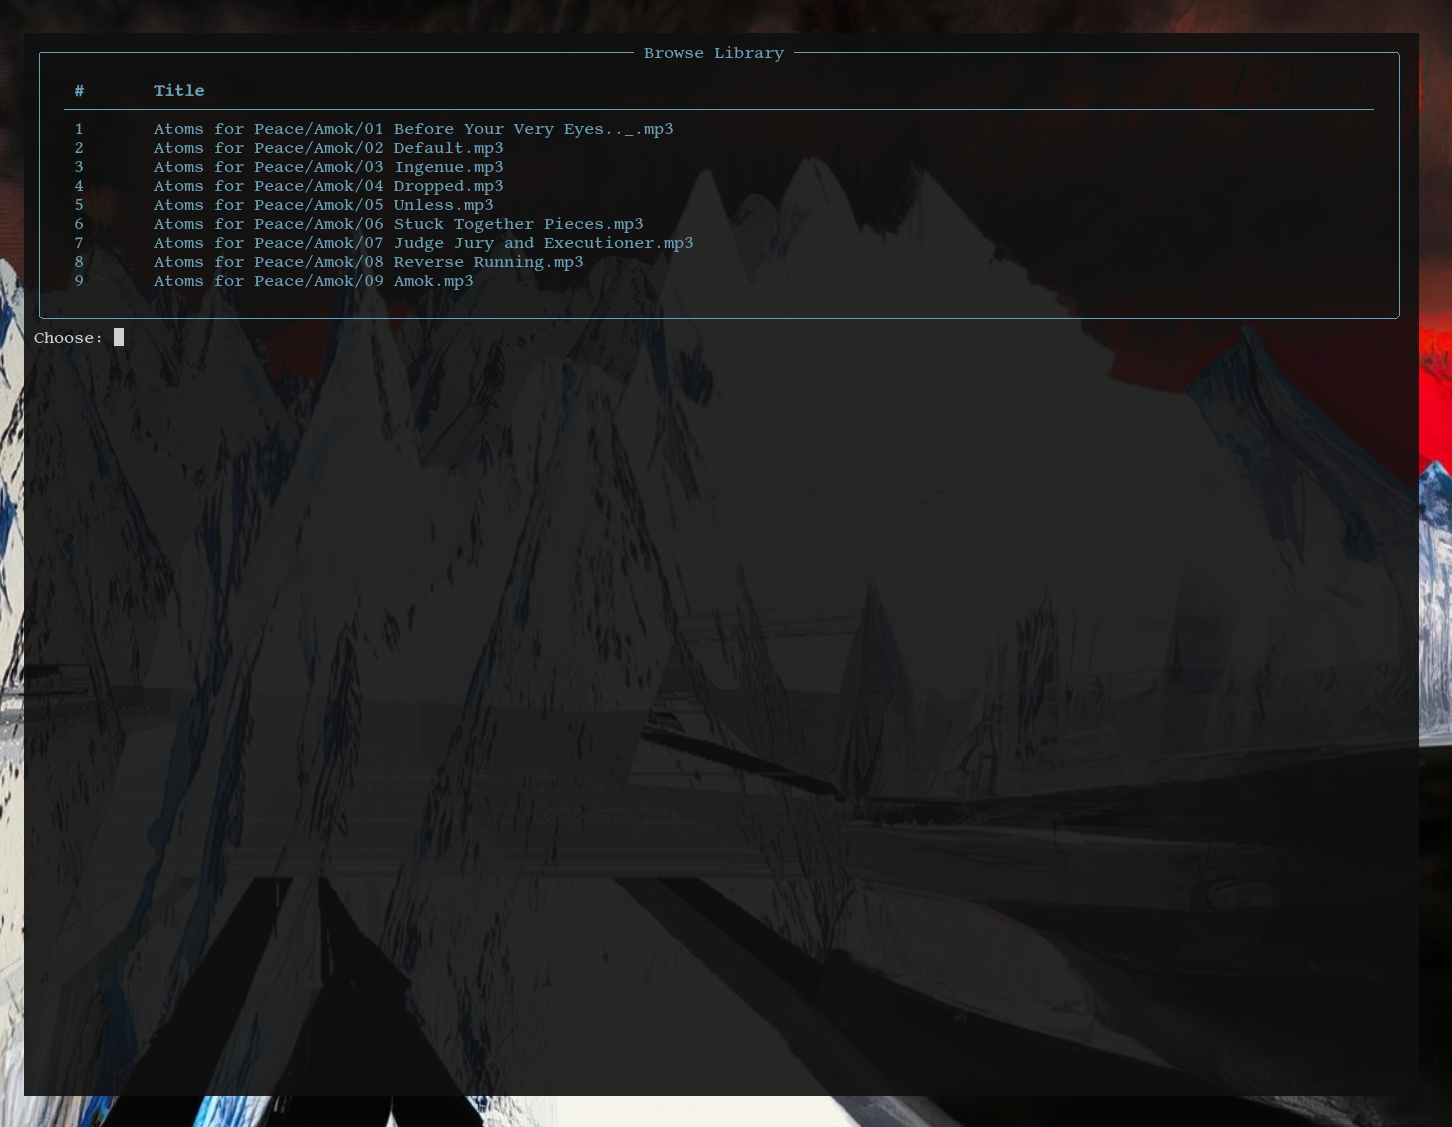 Browse Library
# Title
1 Atoms for Peace/Amok/01 Before Your Very Eyes.._.mp3
2 Atoms for Peace/Amok/02 Default.mp3
3 Atoms for Peace/Amok/03 Ingenue.mp3
4 Atoms for Peace/Amok/04 Dropped.mp3
5 Atoms for Peace/Amok/05 Unless.mp3
6 Atoms for Peace/Amok/06 Stuck Together Pieces.mp3
7 Atoms for Peace/Amok/07 Judge Jury and Executioner.mp3
8 Atoms for Peace/Amok/08 Reverse Running.mp3
9 Atoms for Peace/Amok/09 Amok.mp3
Choose: